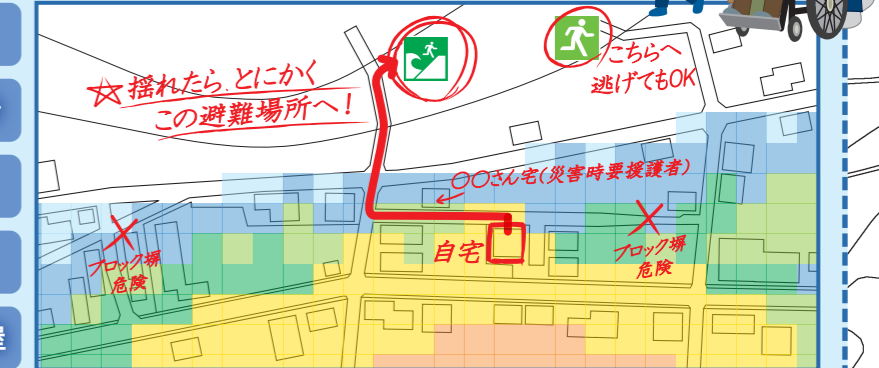 ☆揺れたら、とにかく
この避難場所へ！
こちらへ
逃げてもOK
○○さん宅(災害時要援護者)
自宅
ブロック塀
危険
ブロック塀
危険